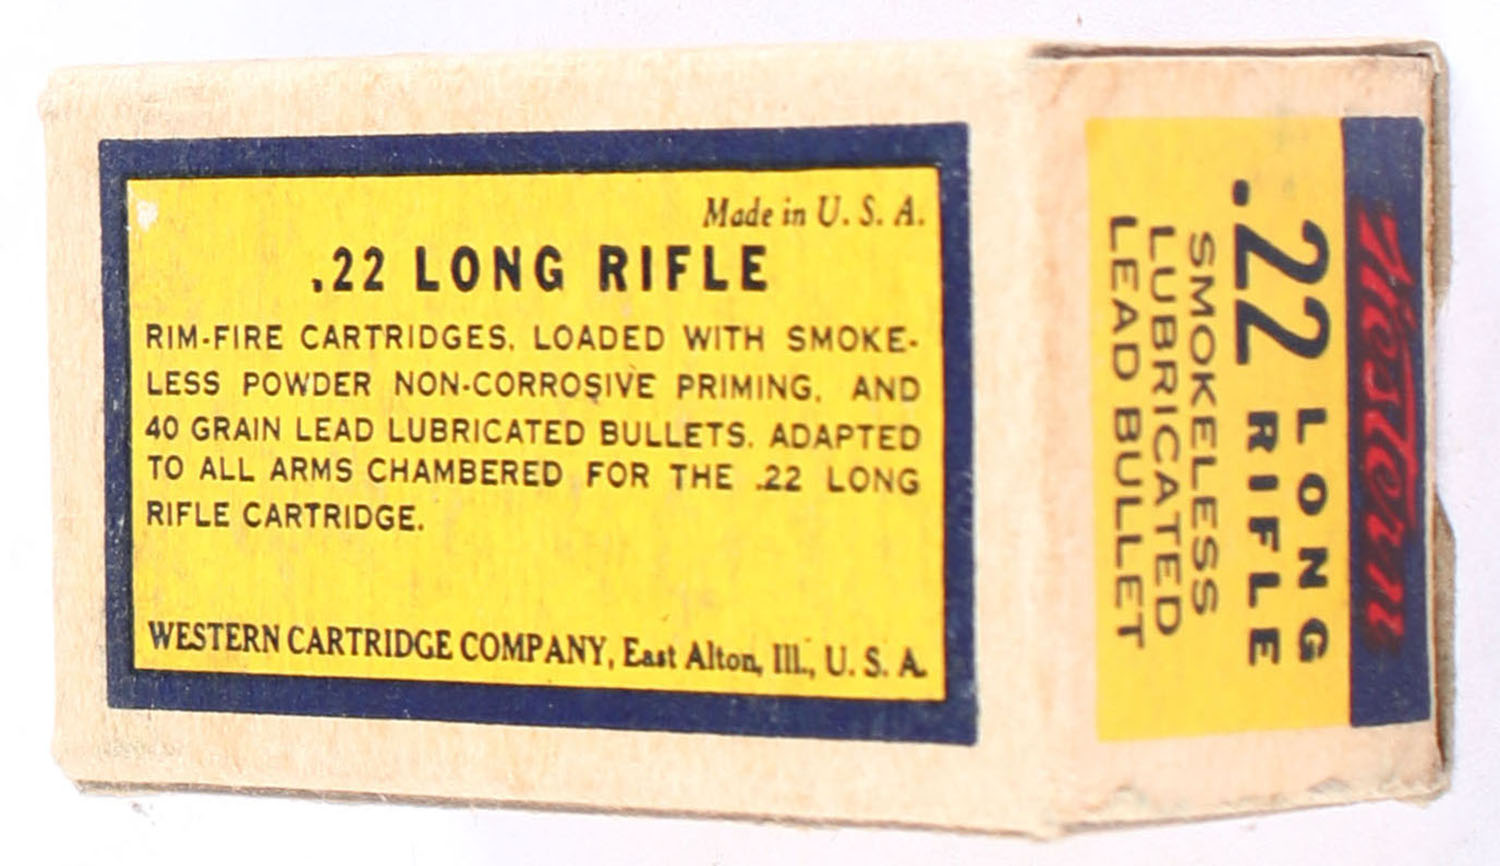 Made in U. S. A.
.22 LONG RIFLE
RIM-FIRE CARTRIDGES, LOADED WITH SMOKE-
LESS POWDER NON-CORROSIVE PRIMING, AND
40 GRAIN LEAD LUBRICATED BULLETS. ADAPTED
TO ALL ARMS CHAMBERED FOR THE .22 LONG
RIFLE CARTRIDGE.
WESTERN CARTRIDGE COMPANY, East Alton, Ill., U. S. A.
Western
.22 LONG
RIFLE
SMOKELESS
LUBRICATED
LEAD BULLET